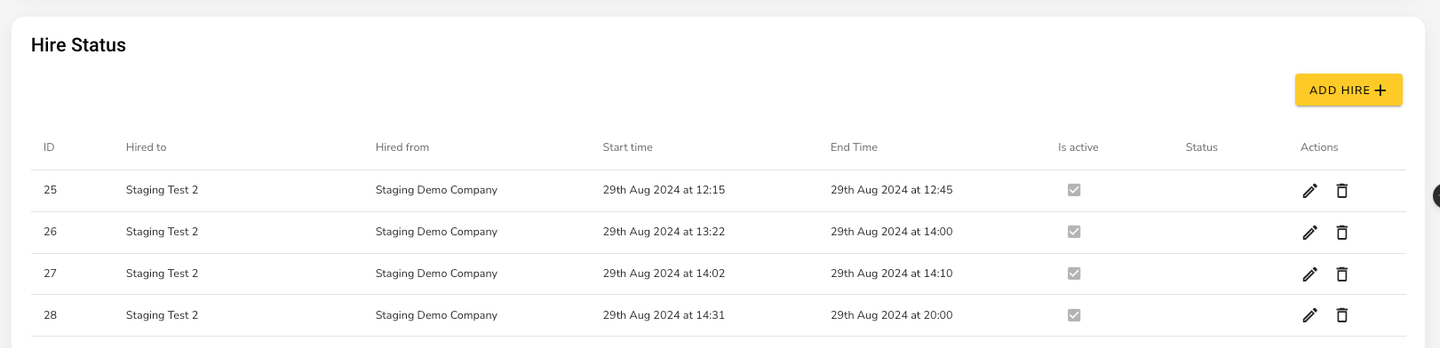 Hire Status
ADD HIRE
ID Hired to Hired from Start time End Time Is active Status Actions
25 Staging Test 2 Staging Demo Company 29th Aug 2024 at 12:15 29th Aug 2024 at 12:45
26 Staging Test 2 Staging Demo Company 29th Aug 2024 at 13:22 29th Aug 2024 at 14:00
27 Staging Test 2 Staging Demo Company 29th Aug 2024 at 14:02 29th Aug 2024 at 14:10
28 Staging Test 2 Staging Demo Company 29th Aug 2024 at 14:31 29th Aug 2024 at 20:00